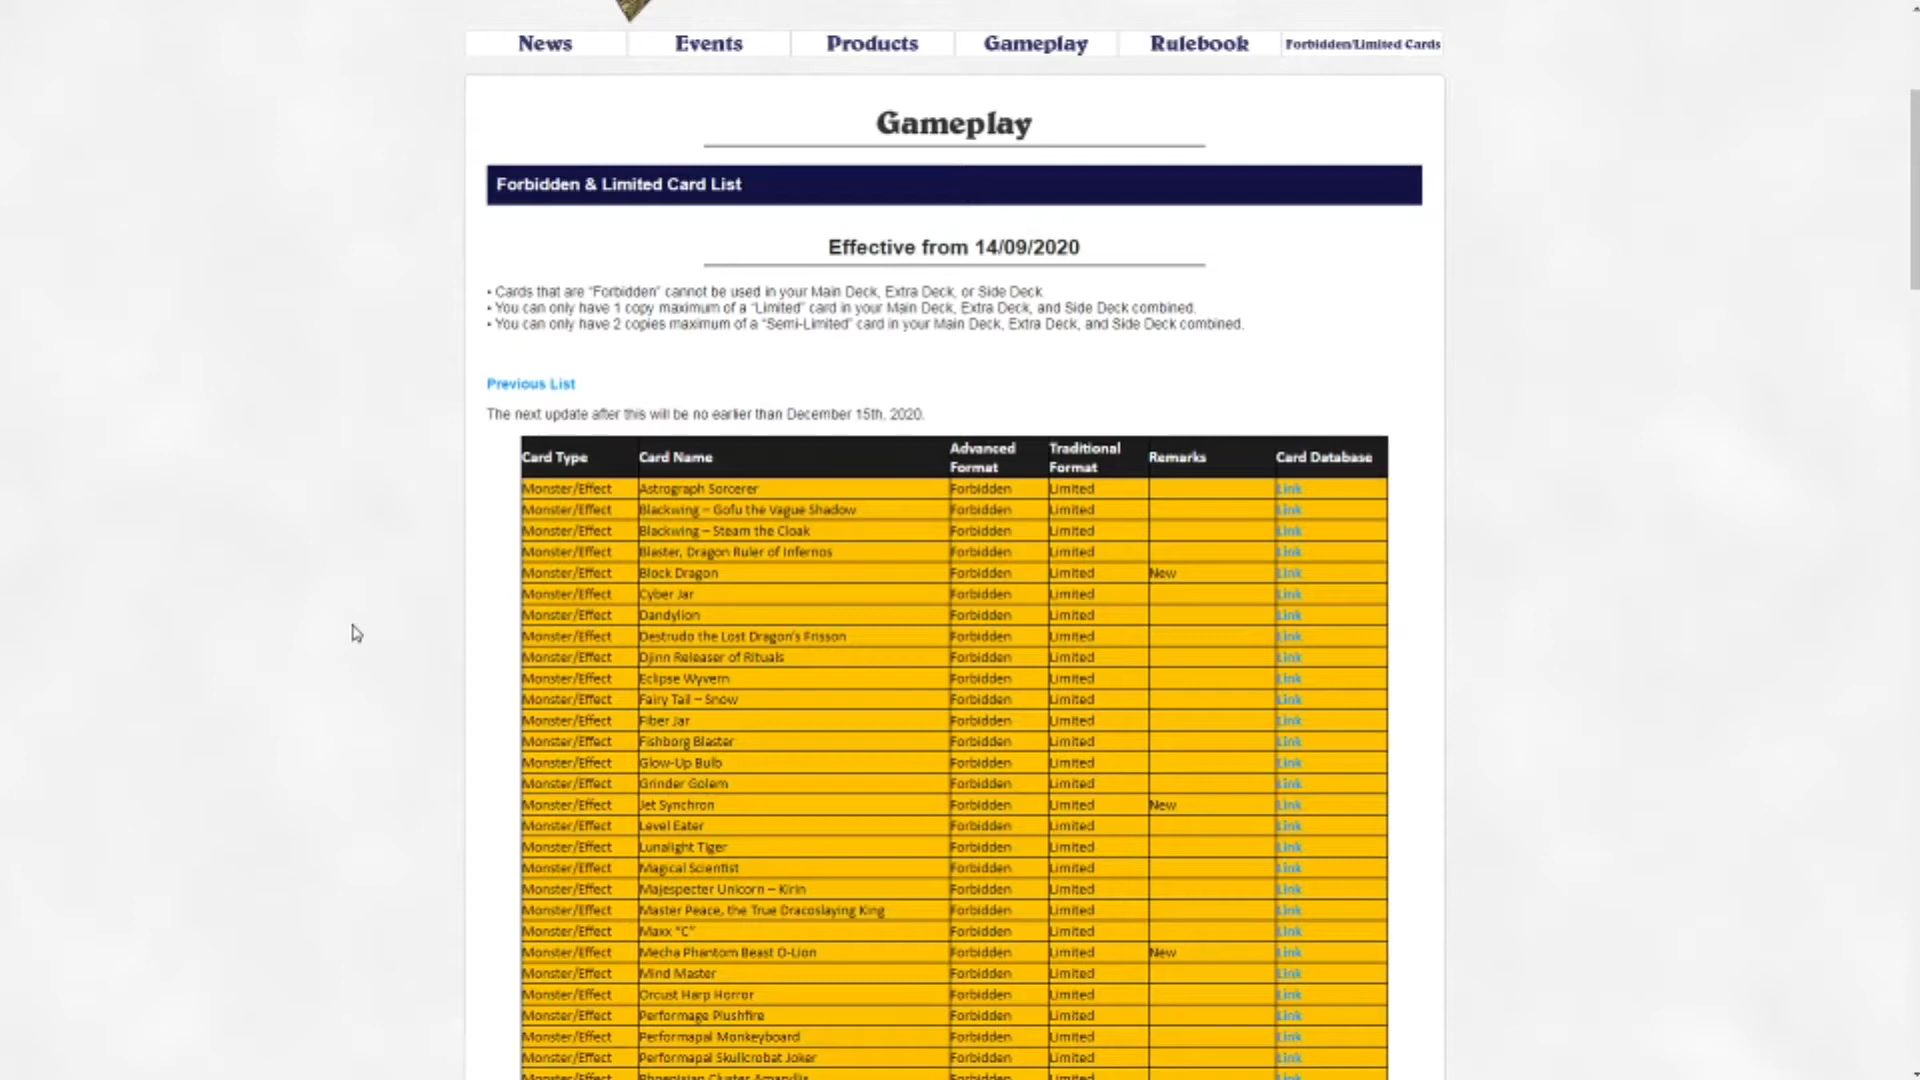 News Events Products Gameplay Rulebook Forbidden/Limited Cards
Gameplay
Forbidden & Limited Card List
Effective from 14/09/2020
• Cards that are “Forbidden” cannot be used in your Main Deck, Extra Deck, or Side Deck.
• You can only have 1 copy maximum of a “Limited” card in your Main Deck, Extra Deck, and Side Deck combined.
• You can only have 2 copies maximum of a “Semi-Limited” card in your Main Deck, Extra Deck, and Side Deck combined.
Previous List
The next update after this will be no earlier than December 15th, 2020.
Card Type Card Name Advanced Format Traditional Format Remarks Card Database
Monster/Effect Astrograph Sorcerer Forbidden Limited Link
Monster/Effect Blackwing – Gofu the Vague Shadow Forbidden Limited Link
Monster/Effect Blackwing – Steam the Cloak Forbidden Limited Link
Monster/Effect Blaster, Dragon Ruler of Infernos Forbidden Limited Link
Monster/Effect Block Dragon Forbidden Limited New Link
Monster/Effect Cyber Jar Forbidden Limited Link
Monster/Effect Dandylion Forbidden Limited Link
Monster/Effect Destrudo the Lost Dragon's Frisson Forbidden Limited Link
Monster/Effect Djinn Releaser of Rituals Forbidden Limited Link
Monster/Effect Eclipse Wyvern Forbidden Limited Link
Monster/Effect Fairy Tail – Snow Forbidden Limited Link
Monster/Effect Fiber Jar Forbidden Limited Link
Monster/Effect Fishborg Blaster Forbidden Limited Link
Monster/Effect Glow-Up Bulb Forbidden Limited Link
Monster/Effect Grinder Golem Forbidden Limited Link
Monster/Effect Jet Synchron Forbidden Limited New Link
Monster/Effect Level Eater Forbidden Limited Link
Monster/Effect Lunalight Tiger Forbidden Limited Link
Monster/Effect Magical Scientist Forbidden Limited Link
Monster/Effect Majespecter Unicorn – Kirin Forbidden Limited Link
Monster/Effect Master Peace, the True Dracoslaying King Forbidden Limited Link
Monster/Effect Maxx “C” Forbidden Limited Link
Monster/Effect Mecha Phantom Beast O-Lion Forbidden Limited New Link
Monster/Effect Mind Master Forbidden Limited Link
Monster/Effect Orcust Harp Horror Forbidden Limited Link
Monster/Effect Performage Plushfire Forbidden Limited Link
Monster/Effect Performapal Monkeyboard Forbidden Limited Link
Monster/Effect Performapal Skullcrobat Joker Forbidden Limited Link
Monster/Effect Phoenixian Cluster Amaryllis Forbidden Limited Link